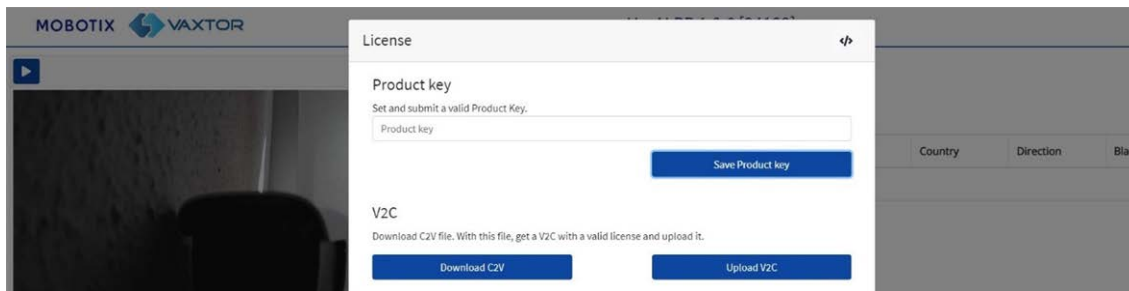 MOBOTIX VAXTOR
License
</>
Product key
Set and submit a valid Product Key.
Product key
Save Product key
Country Direction
V2C
Download C2V file. With this file, get a V2C with a valid license and upload it.
Download C2V Upload V2C